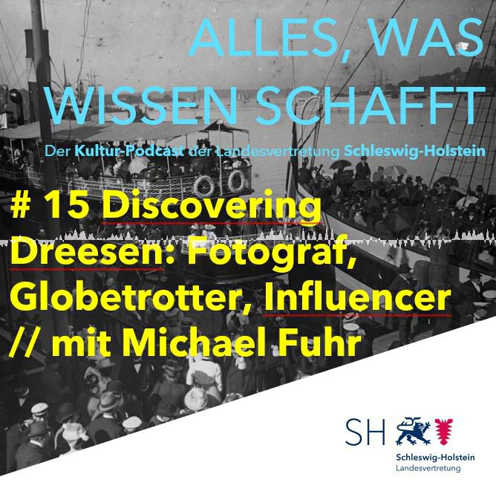 ALLES, WAS
WISSEN SCHAFFT
Der Kultur-Podcast der Landesvertretung Schleswig-Holstein
# 15 Discovering
Dreesen: Fotograf,
Globetrotter, Influencer
// mit Michael Fuhr
SH
Schleswig-Holstein
Landesvertretung